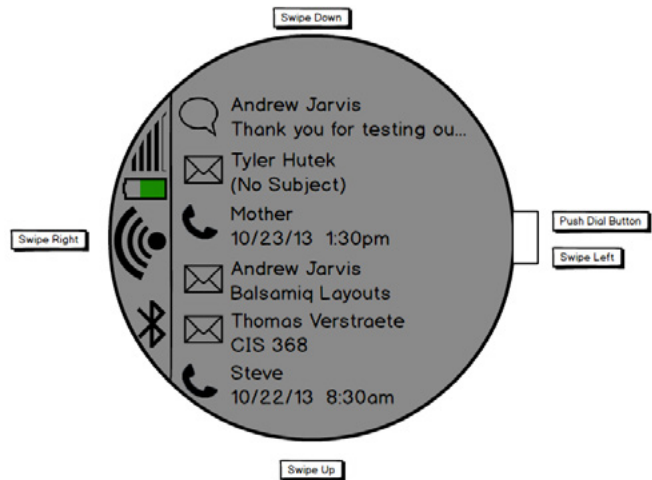 Swipe Down
Andrew Jarvis
Thank you for testing ou...
Tyler Hutek
(No Subject)
Mother
10/23/13 1:30pm
Push Dial Button
Swipe Right
Swipe Left
Andrew Jarvis
Balsamiq Layouts
Thomas Verstraete
CIS 368
Steve
10/22/13 8:30am
Swipe Up